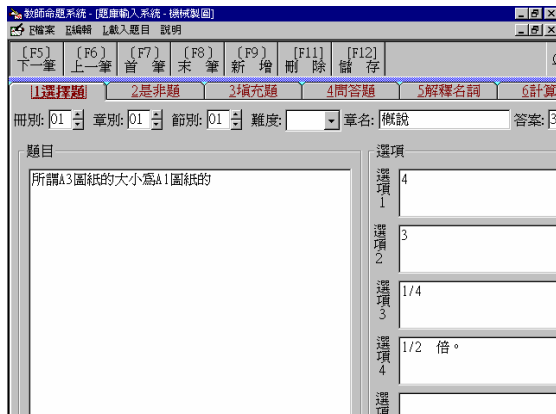 教師命題系統 - [題庫輸入系統 - 機械製圖]
F檔案 E編輯 L載入題目 說明
[F5] [F6] [F7] [F8] [F9] [F11] [F12]
下一筆 上一筆 首 筆 末 筆 新 增 刪 除 儲 存
1選擇題 2是非題 3填充題 4問答題 5解釋名詞 6計算
冊別: 01 章別: 01 節別: 01 難度: 章名: 概說 答案: 3
題目
選項
所謂A3圖紙的大小為A1圖紙的
選項1 4
選項2 3
選項3 1/4
選項4 1/2 倍。
選項